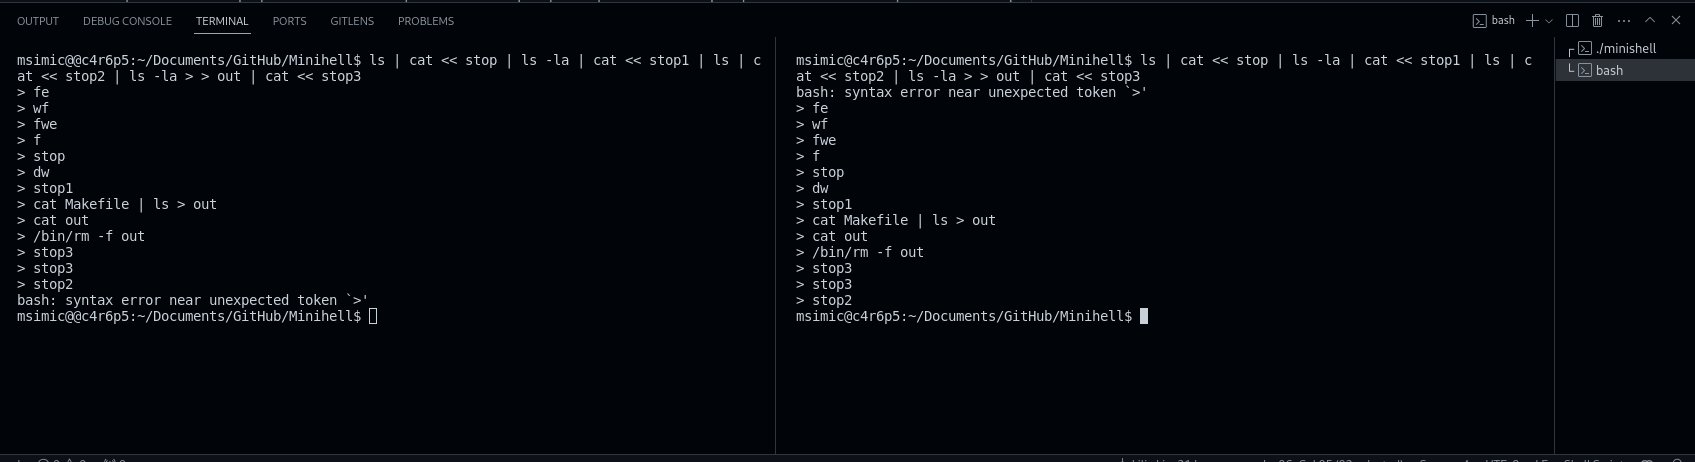 OUTPUT DEBUG CONSOLE TERMINAL PORTS GITLENS PROBLEMS bash
msimic@@c4r6p5:~/Documents/GitHub/Minihell$ ls | cat << stop | ls -la | cat << stop1 | ls | c
at << stop2 | ls -la > > out | cat << stop3
> fe
> wf
> fwe
> f
> stop
> dw
> stop1
> cat Makefile | ls > out
> cat out
> /bin/rm -f out
> stop3
> stop3
> stop2
bash: syntax error near unexpected token `>'
msimic@@c4r6p5:~/Documents/GitHub/Minihell$
msimic@c4r6p5:~/Documents/GitHub/Minihell$ ls | cat << stop | ls -la | cat << stop1 | ls | c
at << stop2 | ls -la > > out | cat << stop3
bash: syntax error near unexpected token `>'
> fe
> wf
> fwe
> f
> stop
> dw
> stop1
> cat Makefile | ls > out
> cat out
> /bin/rm -f out
> stop3
> stop3
> stop2
msimic@c4r6p5:~/Documents/GitHub/Minihell$
./minishell
bash